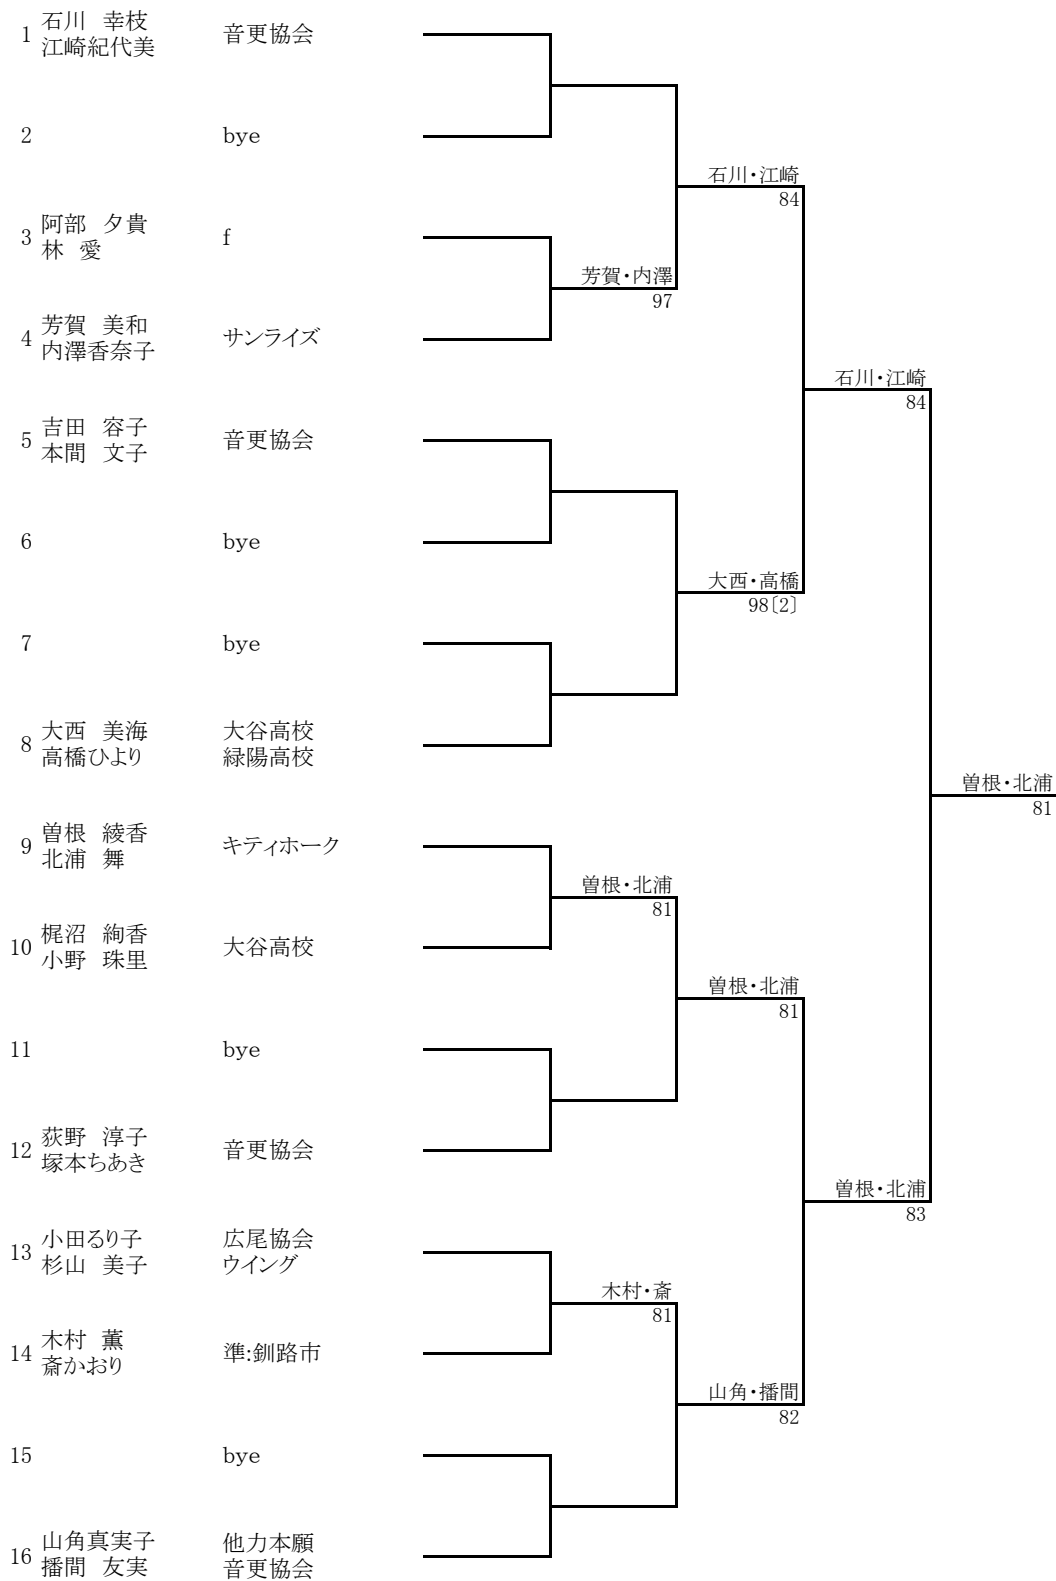 1 石川　幸枝 音更協会
江崎紀代美
2 bye
石川・江崎
84
3 阿部　夕貴 f
林　愛
芳賀・内澤
97
4 芳賀　美和 サンライズ
内澤香奈子
石川・江崎
84
5 吉田　容子 音更協会
本間　文子
6 bye
大西・高橋
98〔2〕
7 bye
8 大西　美海 大谷高校
高橋ひより 緑陽高校
曽根・北浦
81
9 曽根　綾香 キティホーク
北浦　舞
曽根・北浦
81
10 梶沼　絢香 大谷高校
小野　珠里
曽根・北浦
81
11 bye
12 荻野　淳子 音更協会
塚本ちあき
曽根・北浦
83
13 小田るり子 広尾協会
杉山　美子 ウイング
木村・斎
81
14 木村　薫 準:釧路市
斎かおり
山角・播間
82
15 bye
16 山角真実子 他力本願
播間　友実 音更協会